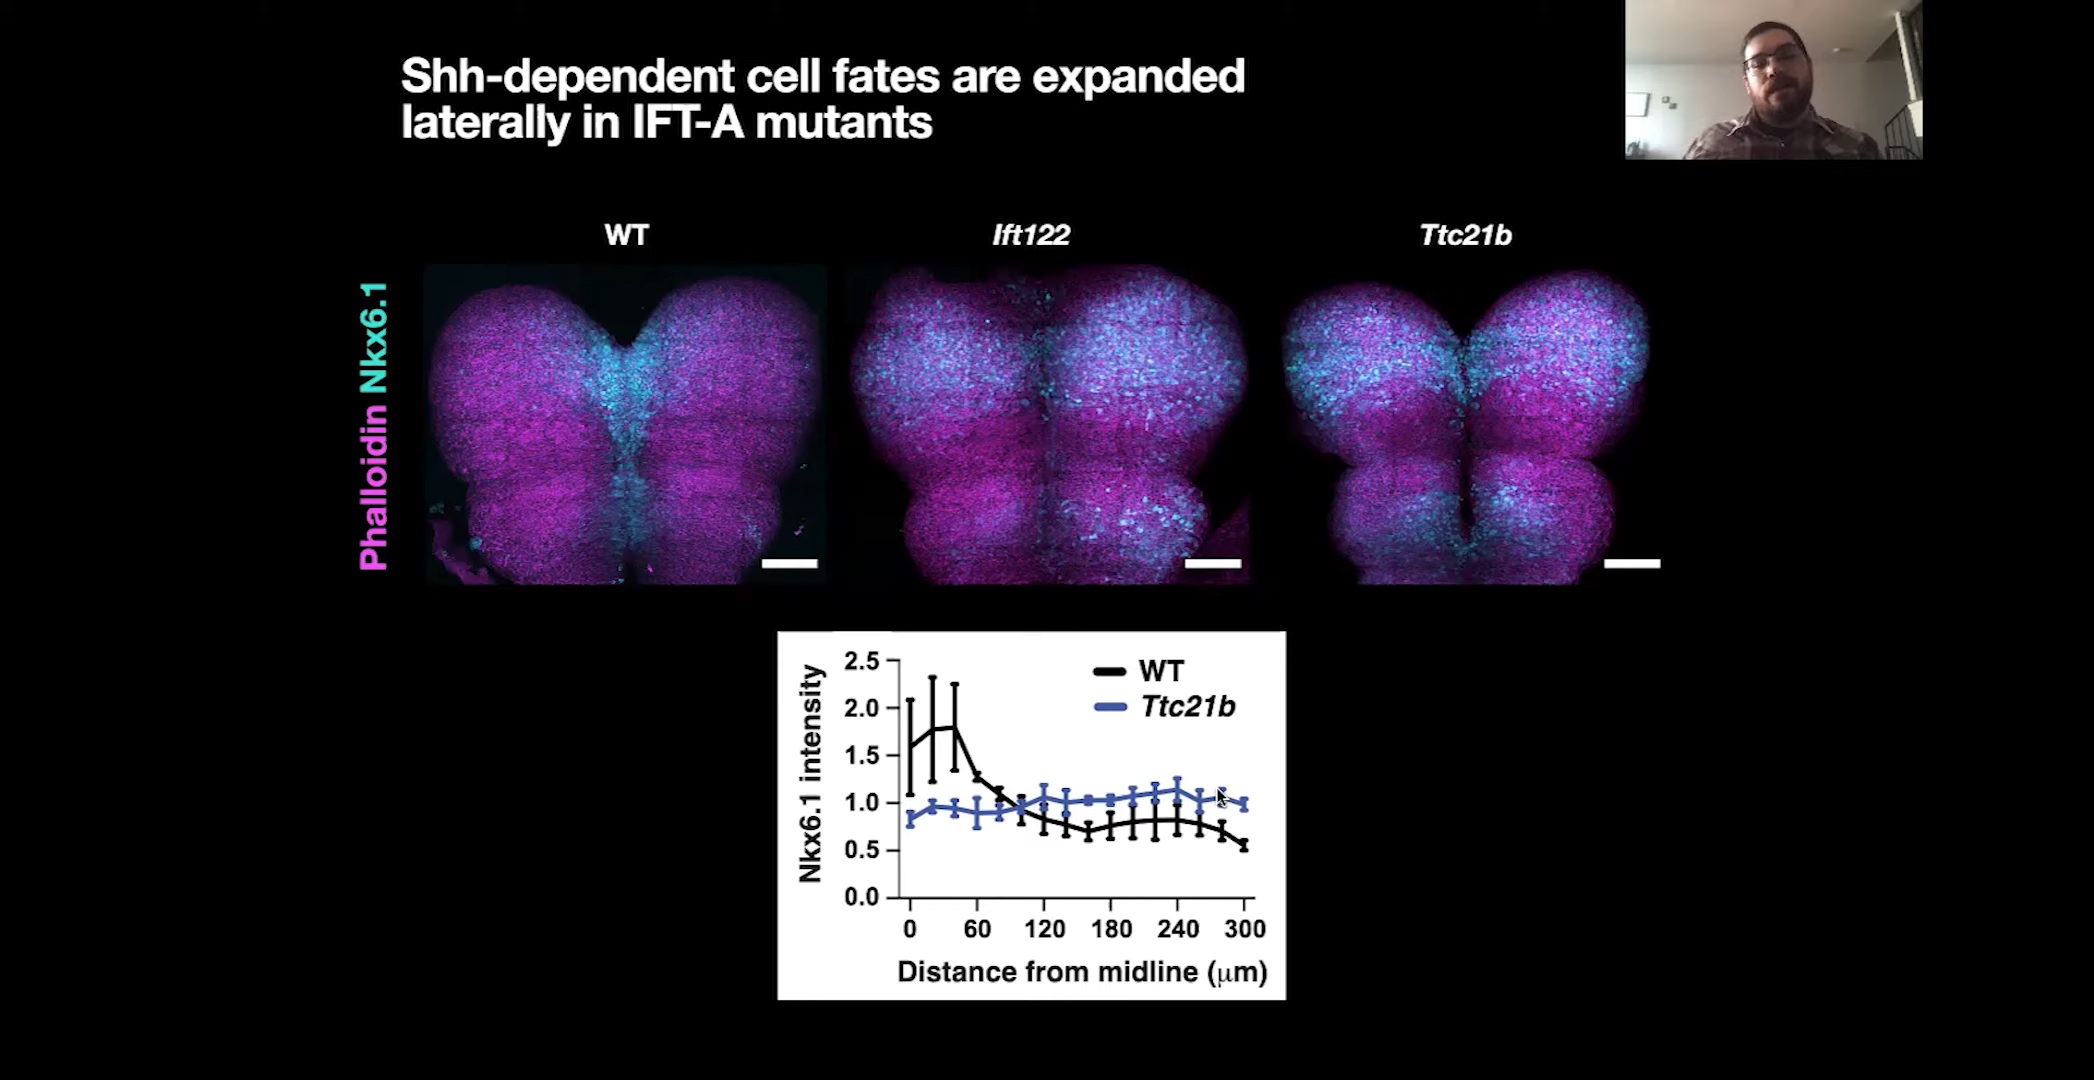 Shh-dependent cell fates are expanded
laterally in IFT-A mutants
WT
Ift122
Ttc21b
Phalloidin Nkx6.1
WT
Ttc21b
Nkx6.1 intensity
2.5
2.0
1.5
1.0
0.5
0.0
0 60 120 180 240 300
Distance from midline (μm)